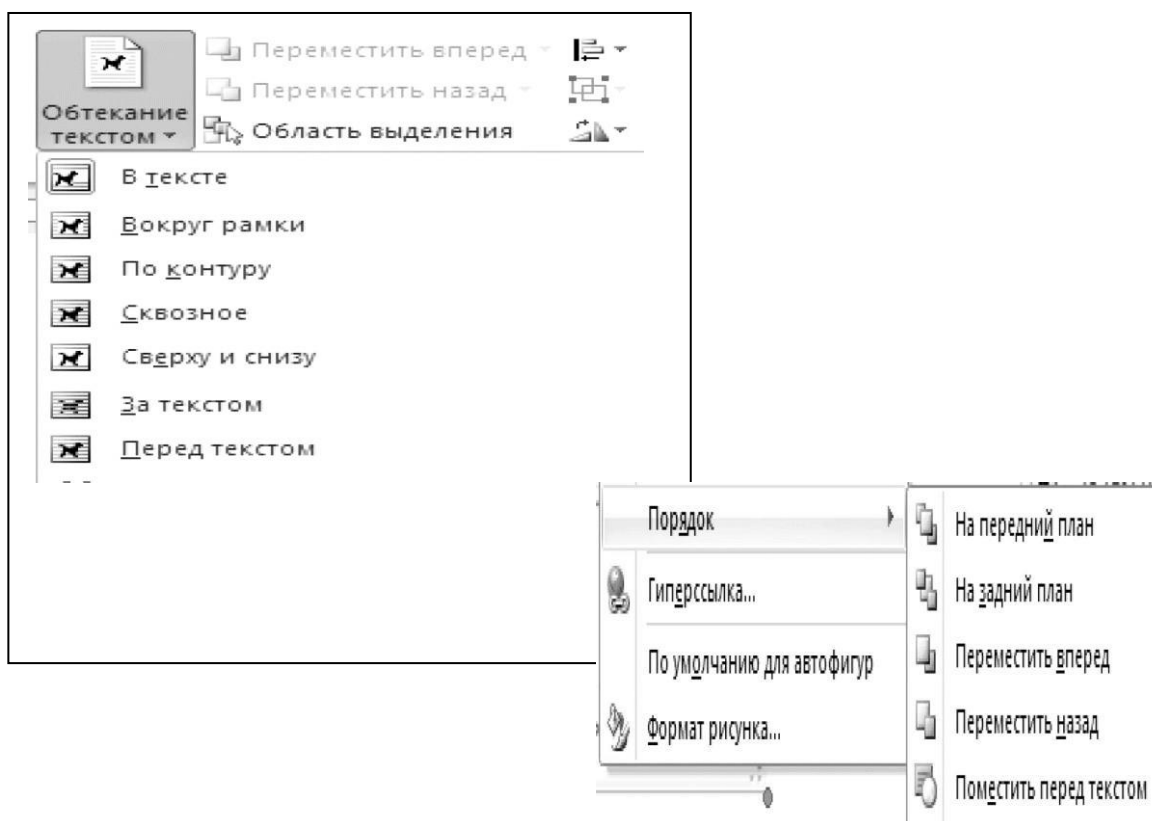 Переместить вперед
Переместить назад
Обтекание
текстом
Область выделения
В тексте
Вокруг рамки
По контуру
Сквозное
Сверху и снизу
За текстом
Перед текстом
Порядок
Гиперссылка...
По умолчанию для автофигур
Формат рисунка...
На передний план
На задний план
Переместить вперед
Переместить назад
Поместить перед текстом